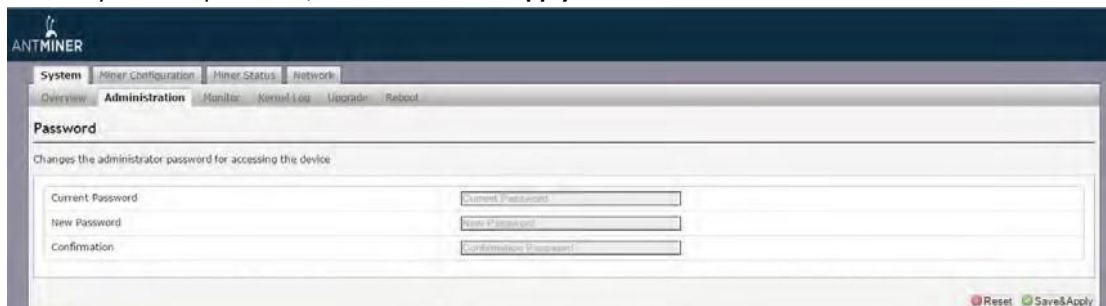 ANTMINER
System Miner Configuration Miner Status Network
Overview Administration Monitor Kernel Log Upgrade Reboot
Password
Changes the administrator password for accessing the device
Current Password Current Password
New Password New Password
Confirmation Confirmation Password
Reset Save&Apply